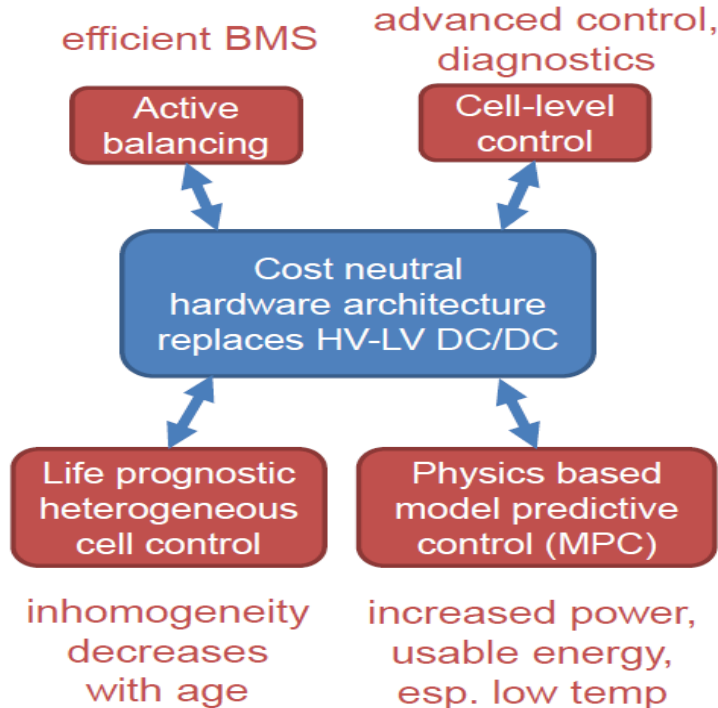 efficient BMS
advanced control,
diagnostics
Active
balancing
Cell-level
control
Cost neutral
hardware architecture
replaces HV-LV DC/DC
Life prognostic
heterogeneous
cell control
Physics based
model predictive
control (MPC)
inhomogeneity
decreases
with age
increased power,
usable energy,
esp. low temp